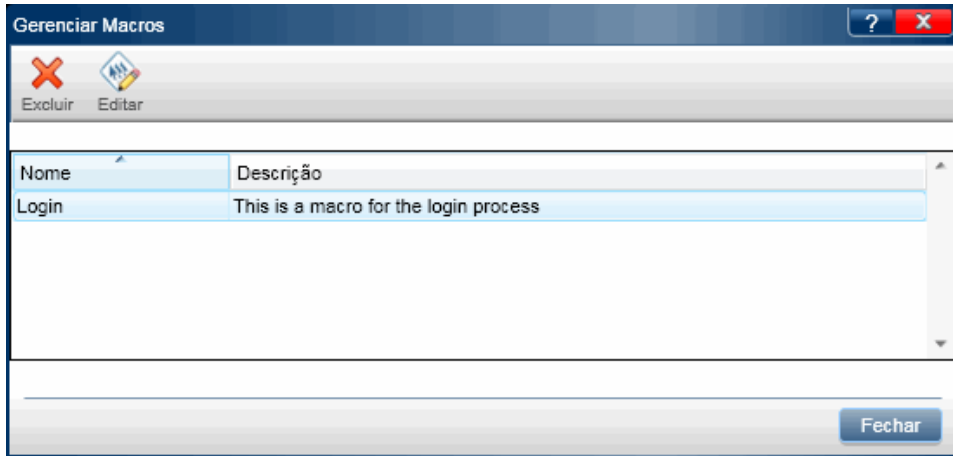 Gerenciar Macros ?
Excluir Editar
Nome Descrição
Login This is a macro for the login process
Fechar